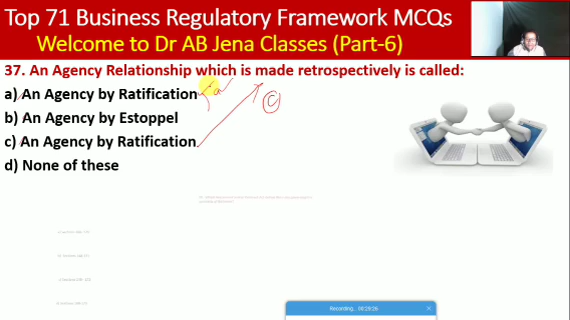 Top 71 Business Regulatory Framework MCQs
Welcome to Dr AB Jena Classes (Part-6)
37. An Agency Relationship which is made retrospectively is called:
a) An Agency by Ratification
b) An Agency by Estoppel
c) An Agency by Ratification
d) None of these